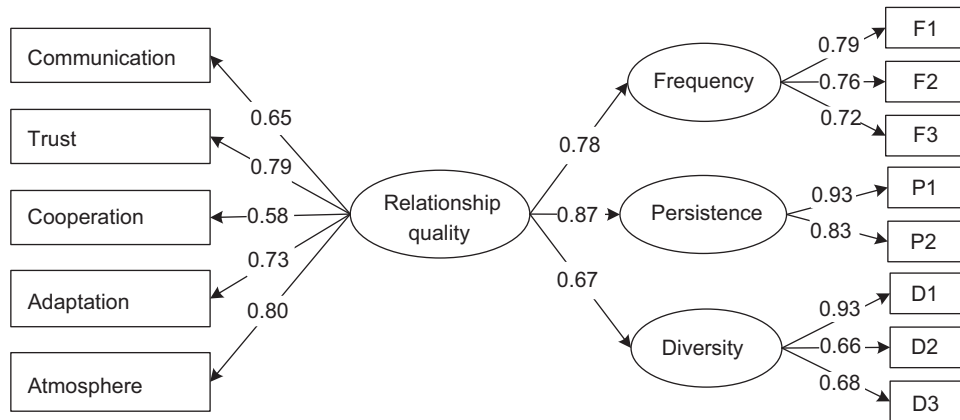 Communication
Trust
Cooperation
Adaptation
Atmosphere
0.65
0.79
0.58
0.73
0.80
Relationship
quality
0.78
0.87
0.67
Frequency
Persistence
Diversity
0.79
0.76
0.72
0.93
0.83
0.93
0.66
0.68
F1
F2
F3
P1
P2
D1
D2
D3